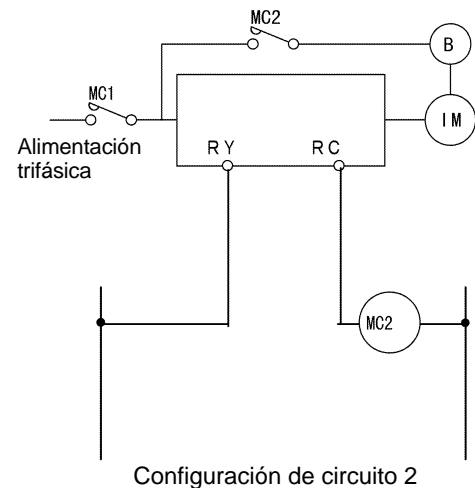 MC2
B
MC1
IM
Alimentación
trifásica
RY RC
MC2
Configuración de circuito 2